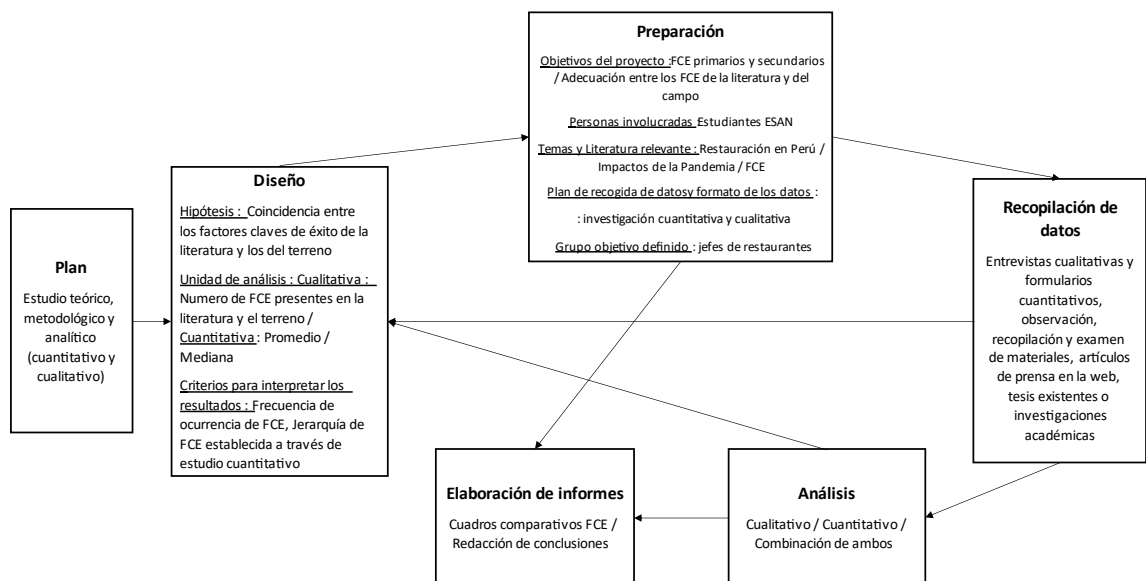 Preparación
Objetivos del proyecto :FCE primarios y secundarios
/ Adecuación entre los FCE de la literatura y del
campo
Personas involucradas :Estudiantes ESAN
Temas y Literatura relevante : Restauración en Perú /
Impactos de la Pandemia / FCE
Plan de recogida de datosy formato de los datos :
: investigación cuantitativa y cualitativa
Grupo objetivo definido : jefes de restaurantes
Diseño
Hipótesis : Coincidencia entre
los factores claves de éxito de la
literatura y los del terreno
Unidad de análisis : Cualitativa :
Numero de FCE presentes en la
literatura y el terreno /
Cuantitativa : Promedio /
Mediana
Criterios para interpretar los
resultados : Frecuencia de
ocurrencia de FCE, Jerarquía de
FCE establecida a través de
estudio cuantitativo
Plan
Estudio teórico,
metodológico y
analítico
(cuantitativo y
cualitativo)
Recopilación de
datos
Entrevistas cualitativas y
formularios
cuantitativos,
observación,
recopilación y examen
de materiales, artículos
de prensa en la web,
tesis existentes o
investigaciones
académicas
Elaboración de informes
Cuadros comparativos FCE /
Redacción de conclusiones
Análisis
Cualitativo / Cuantitativo /
Combinación de ambos